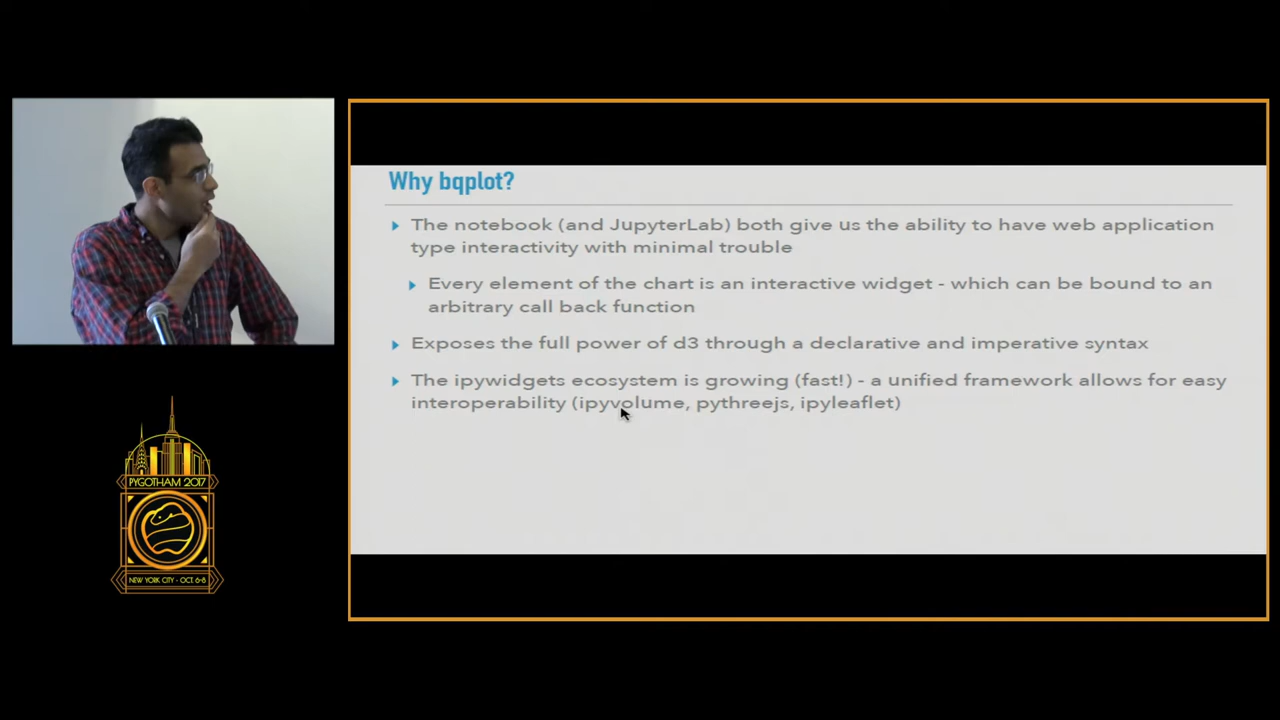 Why bqplot?
The notebook (and JupyterLab) both give us the ability to have web application
type interactivity with minimal trouble
Every element of the chart is an interactive widget - which can be bound to an
arbitrary call back function
Exposes the full power of d3 through a declarative and imperative syntax
The ipywidgets ecosystem is growing (fast!) - a unified framework allows for easy
interoperability (ipyvolume, pythreejs, ipyleaflet)
PYGOTHAM 2017
NEW YORK CITY - OCT. 6-8